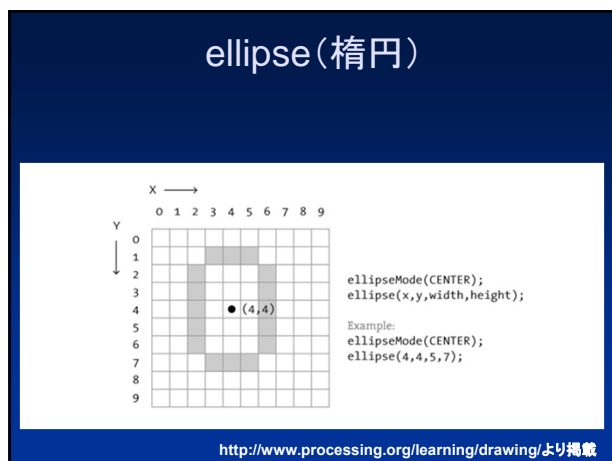 ellipse（楕円）
X
0 1 2 3 4 5 6 7 8 9
Y
0
1
2
3
4
5
6
7
8
9
(4,4)
ellipseMode(CENTER);
ellipse(x,y,width,height);
Example:
ellipseMode(CENTER);
ellipse(4,4,5,7);
http://www.processing.org/learning/drawing/より掲載